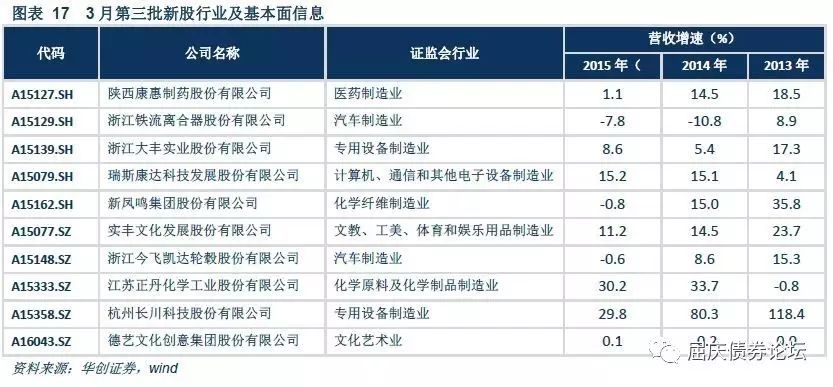 图表 17 3 月第三批新股行业及基本面信息
代码 公司名称 证监会行业 营收增速（%）
2015 年（ 2014 年 2013 年
A15127.SH 陕西康惠制药股份有限公司 医药制造业 1.1 14.5 18.5
A15129.SH 浙江铁流离合器股份有限公司 汽车制造业 -7.8 -10.8 8.9
A15139.SH 浙江大丰实业股份有限公司 专用设备制造业 8.6 5.4 17.3
A15079.SH 瑞斯康达科技发展股份有限公司 计算机、通信和其他电子设备制造业 15.2 15.1 4.1
A15162.SH 新凤鸣集团股份有限公司 化学纤维制造业 -0.8 15.0 35.8
A15077.SZ 实丰文化发展股份有限公司 文教、工美、体育和娱乐用品制造业 11.2 14.5 23.7
A15148.SZ 浙江今飞凯达轮毂股份有限公司 汽车制造业 -0.6 8.6 15.3
A15333.SZ 江苏正丹化学工业股份有限公司 化学原料及化学制品制造业 30.2 33.7 -0.8
A15358.SZ 杭州长川科技股份有限公司 专用设备制造业 29.8 80.3 118.4
A16043.SZ 德艺文化创意集团股份有限公司 文化艺术业 0.1
资料来源：华创证券，wind
屈庆债券论坛